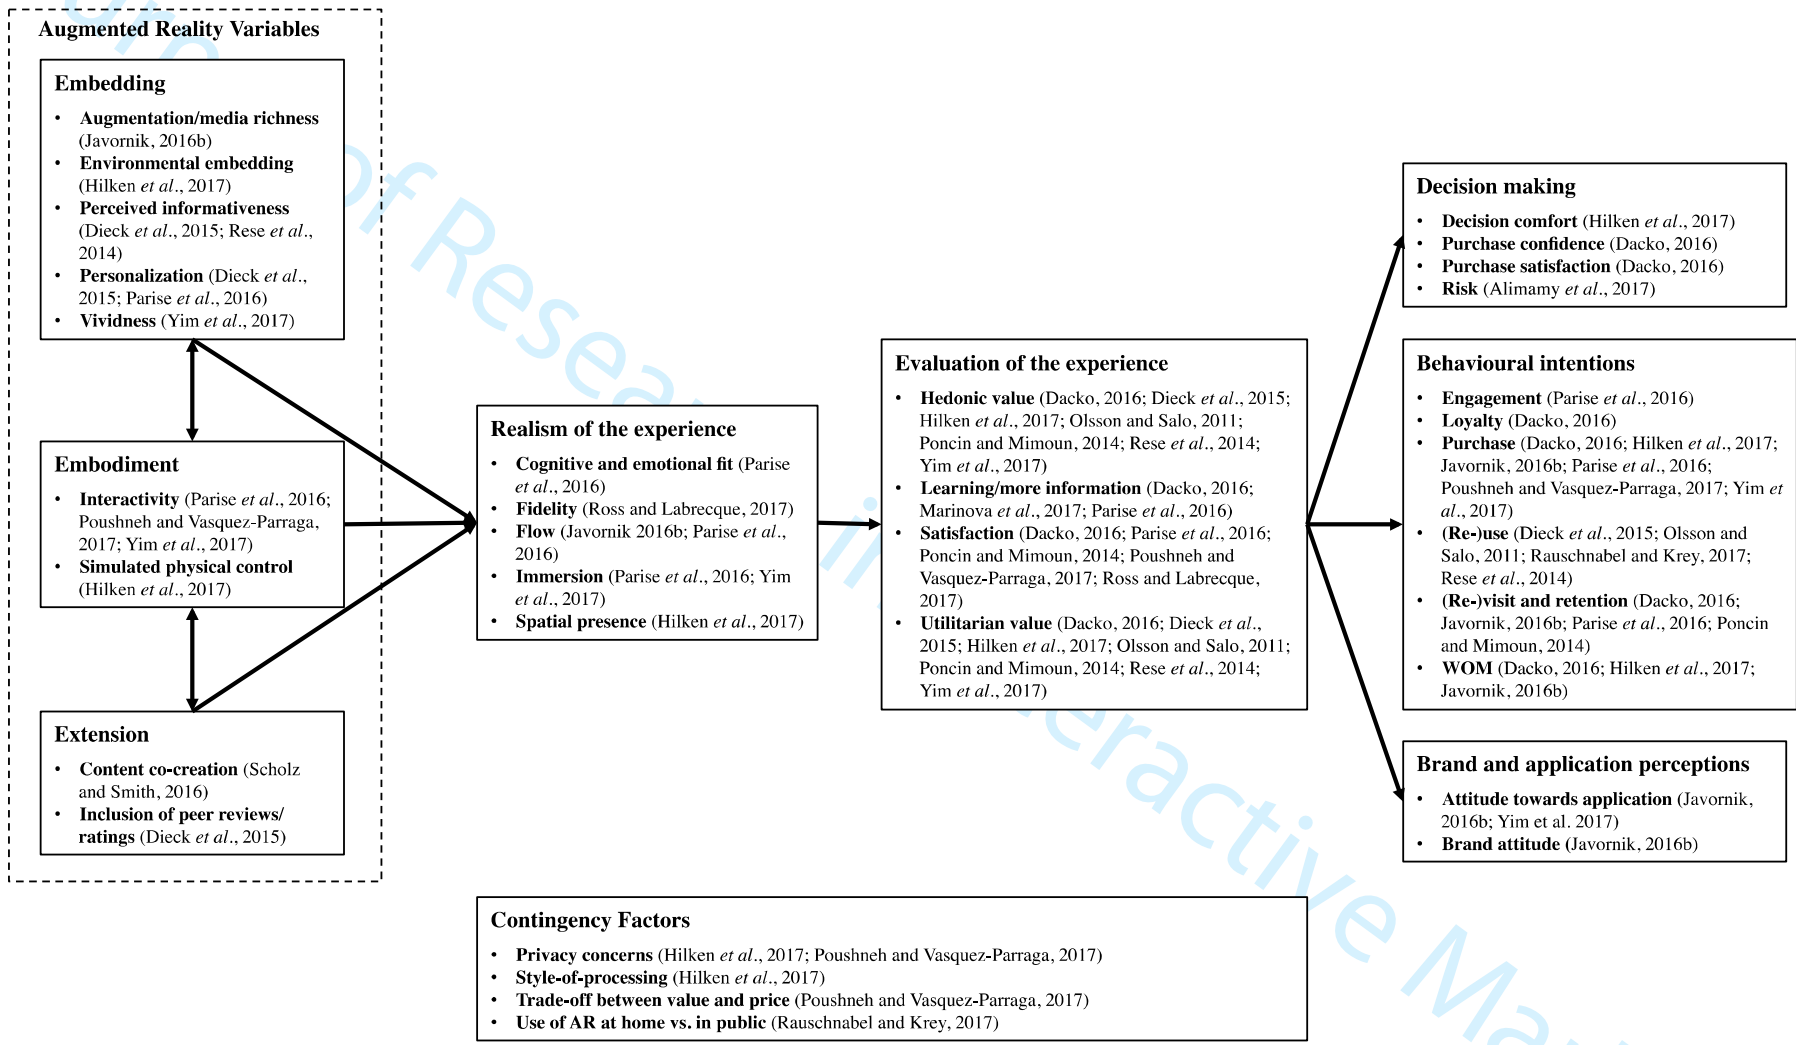 Augmented Reality Variables
Embedding
• Augmentation/media richness
(Javornik, 2016b)
• Environmental embedding
(Hilken et al., 2017)
• Perceived informativeness
(Dieck et al., 2015; Rese et al.,
2014)
• Personalization (Dieck et al.,
2015; Parise et al., 2016)
• Vividness (Yim et al., 2017)
Embodiment
• Interactivity (Parise et al., 2016;
Poushneh and Vasquez-Parraga,
2017; Yim et al., 2017)
• Simulated physical control
(Hilken et al., 2017)
Extension
• Content co-creation (Scholz
and Smith, 2016)
• Inclusion of peer reviews/
ratings (Dieck et al., 2015)
Realism of the experience
• Cognitive and emotional fit (Parise
et al., 2016)
• Fidelity (Ross and Labrecque, 2017)
• Flow (Javornik 2016b; Parise et al.,
2016)
• Immersion (Parise et al., 2016; Yim
et al., 2017)
• Spatial presence (Hilken et al., 2017)
Evaluation of the experience
• Hedonic value (Dacko, 2016; Dieck et al., 2015;
Hilken et al., 2017; Olsson and Salo, 2011;
Poncin and Mimoun, 2014; Rese et al., 2014;
Yim et al., 2017)
• Learning/more information (Dacko, 2016;
Marinova et al., 2017; Parise et al., 2016)
• Satisfaction (Dacko, 2016; Parise et al., 2016;
Poncin and Mimoun, 2014; Poushneh and
Vasquez-Parraga, 2017; Ross and Labrecque,
2017)
• Utilitarian value (Dacko, 2016; Dieck et al.,
2015; Hilken et al., 2017; Olsson and Salo, 2011;
Poncin and Mimoun, 2014; Rese et al., 2014;
Yim et al., 2017)
Decision making
• Decision comfort (Hilken et al., 2017)
• Purchase confidence (Dacko, 2016)
• Purchase satisfaction (Dacko, 2016)
• Risk (Alimamy et al., 2017)
Behavioural intentions
• Engagement (Parise et al., 2016)
• Loyalty (Dacko, 2016)
• Purchase (Dacko, 2016; Hilken et al., 2017;
Javornik, 2016b; Parise et al., 2016;
Poushneh and Vasquez-Parraga, 2017; Yim et
al., 2017)
• (Re-)use (Dieck et al., 2015; Olsson and
Salo, 2011; Rauschnabel and Krey, 2017;
Rese et al., 2014)
• (Re-)visit and retention (Dacko, 2016;
Javornik, 2016b; Parise et al., 2016; Poncin
and Mimoun, 2014)
• WOM (Dacko, 2016; Hilken et al., 2017;
Javornik, 2016b)
Brand and application perceptions
• Attitude towards application (Javornik,
2016b; Yim et al. 2017)
• Brand attitude (Javornik, 2016b)
Contingency Factors
• Privacy concerns (Hilken et al., 2017; Poushneh and Vasquez-Parraga, 2017)
• Style-of-processing (Hilken et al., 2017)
• Trade-off between value and price (Poushneh and Vasquez-Parraga, 2017)
• Use of AR at home vs. in public (Rauschnabel and Krey, 2017)